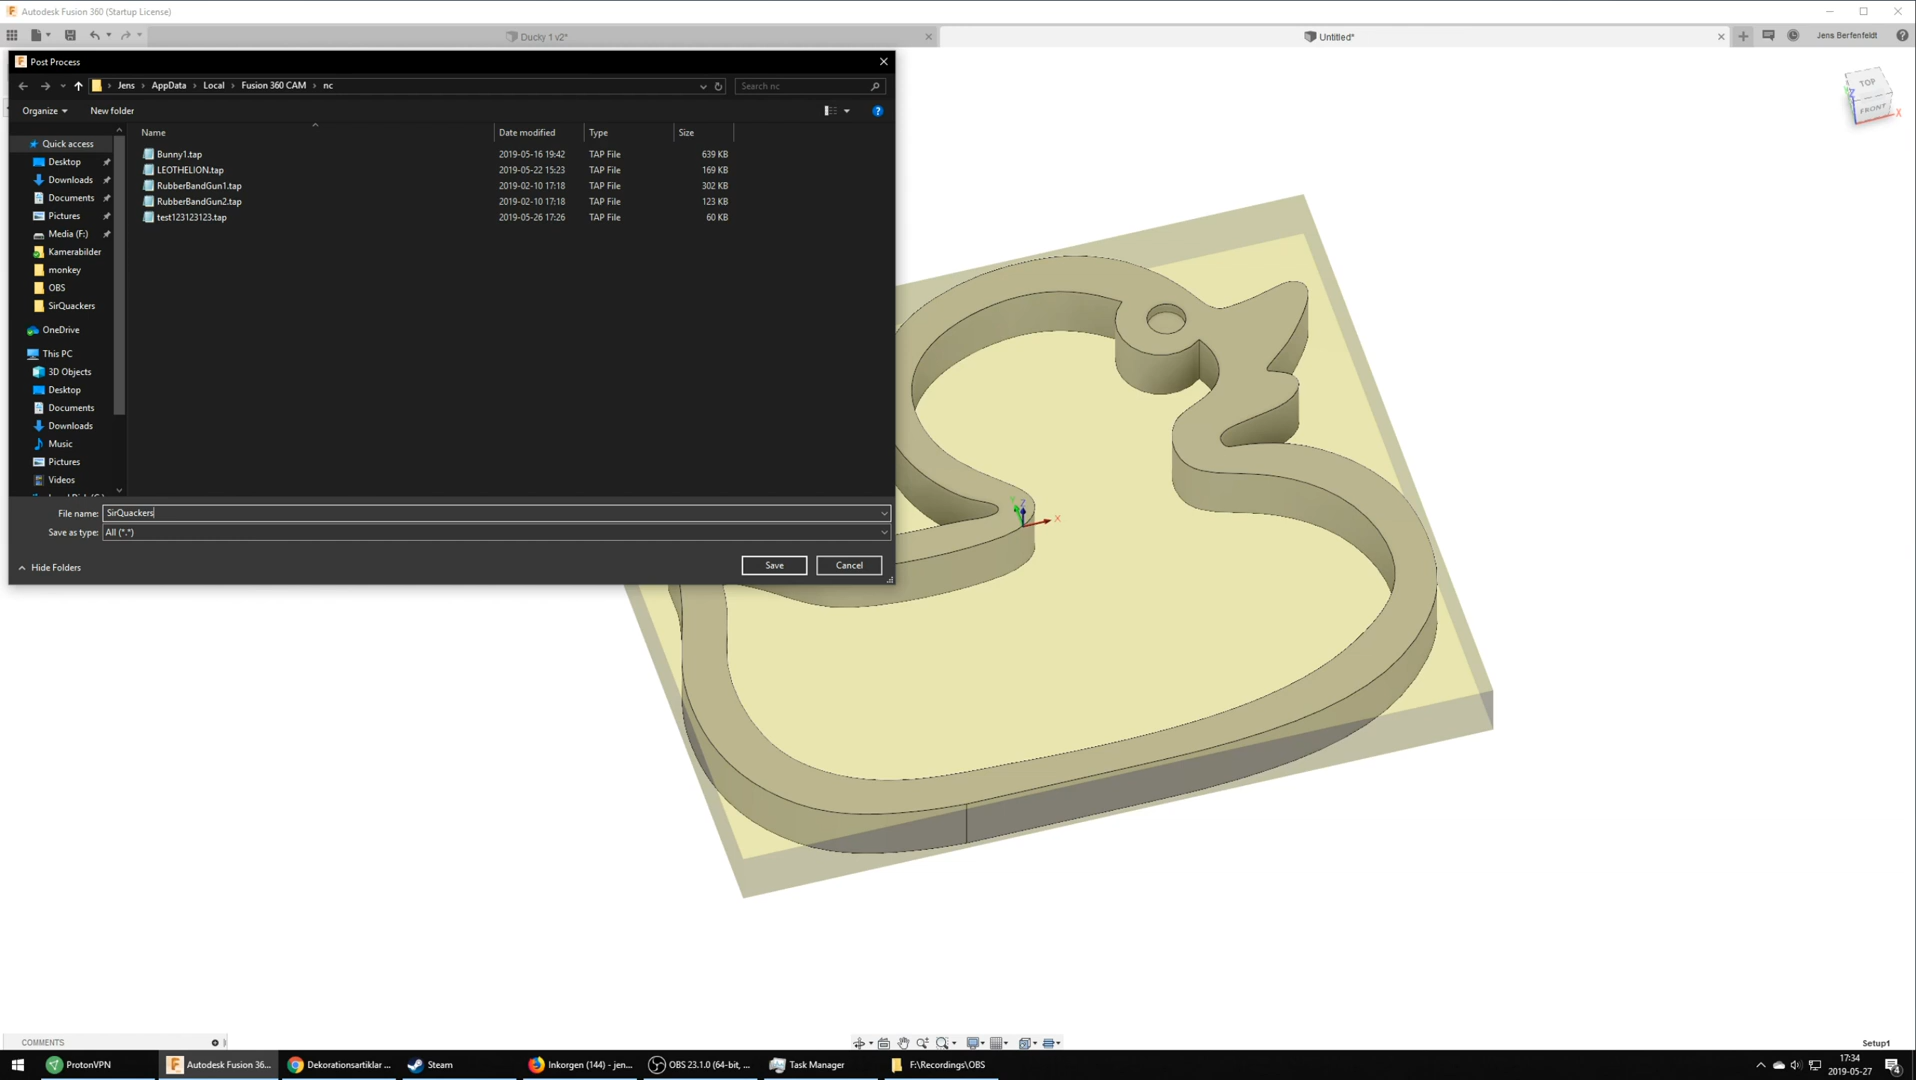 Autodesk Fusion 360 (Startup License)
Ducky 1 v2*
Untitled*
Jens Berfenfeldt
Post Process
Jens > AppData > Local > Fusion 360 CAM > nc
Search nc
Organize
New folder
Name Date modified Type Size
Bunny1.tap 2019-05-16 19:42 TAP File 639 KB
LEOTHELION.tap 2019-05-22 15:23 TAP File 169 KB
RubberBandGun1.tap 2019-02-10 17:18 TAP File 302 KB
RubberBandGun2.tap 2019-02-10 17:18 TAP File 123 KB
test123123123.tap 2019-05-26 17:26 TAP File 60 KB
Quick access
Desktop
Downloads
Documents
Pictures
Media (F:)
Kamerabilder
monkey
OBS
SirQuackers
OneDrive
This PC
3D Objects
Desktop
Documents
Downloads
Music
Pictures
Videos
File name: SirQuackers
Save as type: All (*.*)
Hide Folders
Save
Cancel
TOP
FRONT
X
X
Y
Z
COMMENTS
Setup1
ProtonVPN
Autodesk Fusion 36...
Dekorationsartiklar ...
Steam
Inkorgen (144) - jen...
OBS 23.1.0 (64-bit, ...
Task Manager
F:\Recordings\OBS
17:34
2019-05-27
4